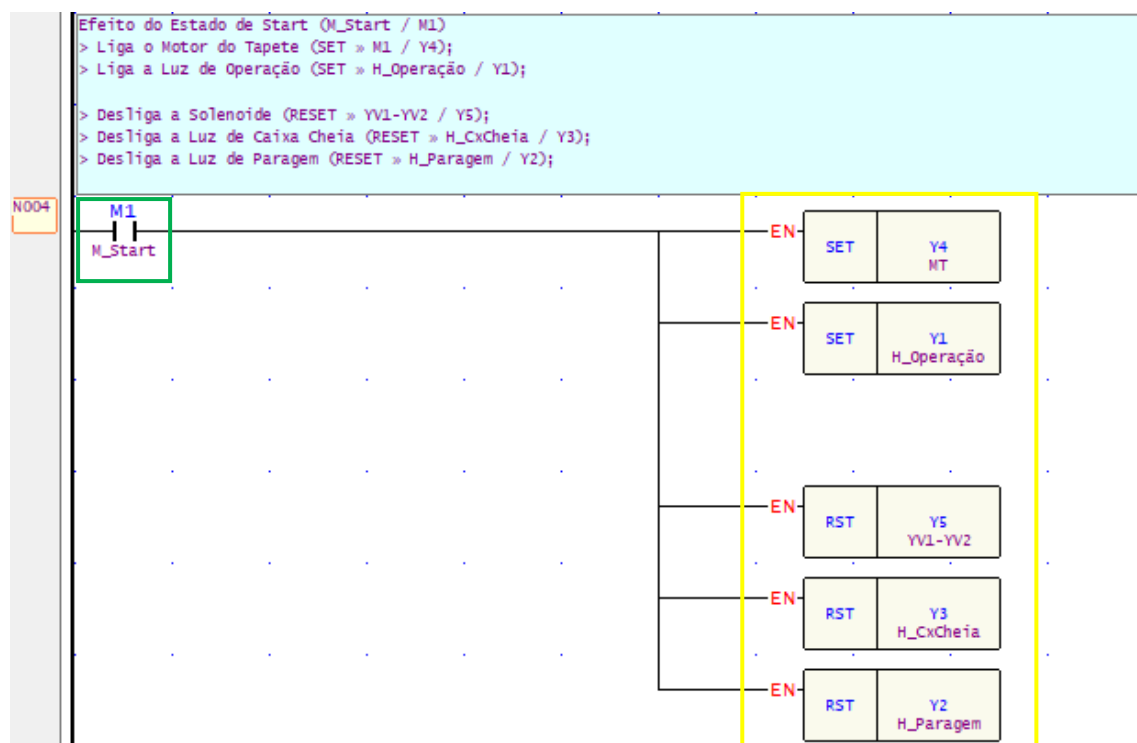 Efeito do Estado de Start (M_Start / M1)
> Liga o Motor do Tapete (SET » M1 / Y4);
> Liga a Luz de Operação (SET » H_Operação / Y1);
> Desliga a Solenoide (RESET » YV1-YV2 / Y5);
> Desliga a Luz de Caixa Cheia (RESET » H_CxCheia / Y3);
> Desliga a Luz de Paragem (RESET » H_Paragem / Y2);
N004
M1
M_Start
EN
SET
Y4
MT
EN
SET
Y1
H_Operação
EN
RST
Y5
YV1-YV2
EN
RST
Y3
H_CxCheia
EN
RST
Y2
H_Paragem